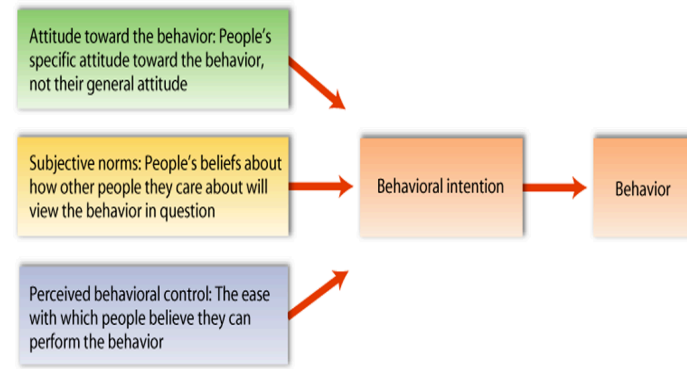 Attitude toward the behavior: People's
specific attitude toward the behavior,
not their general attitude
Subjective norms: People's beliefs about
how other people they care about will
view the behavior in question
Perceived behavioral control: The ease
with which people believe they can
perform the behavior
Behavioral intention
Behavior